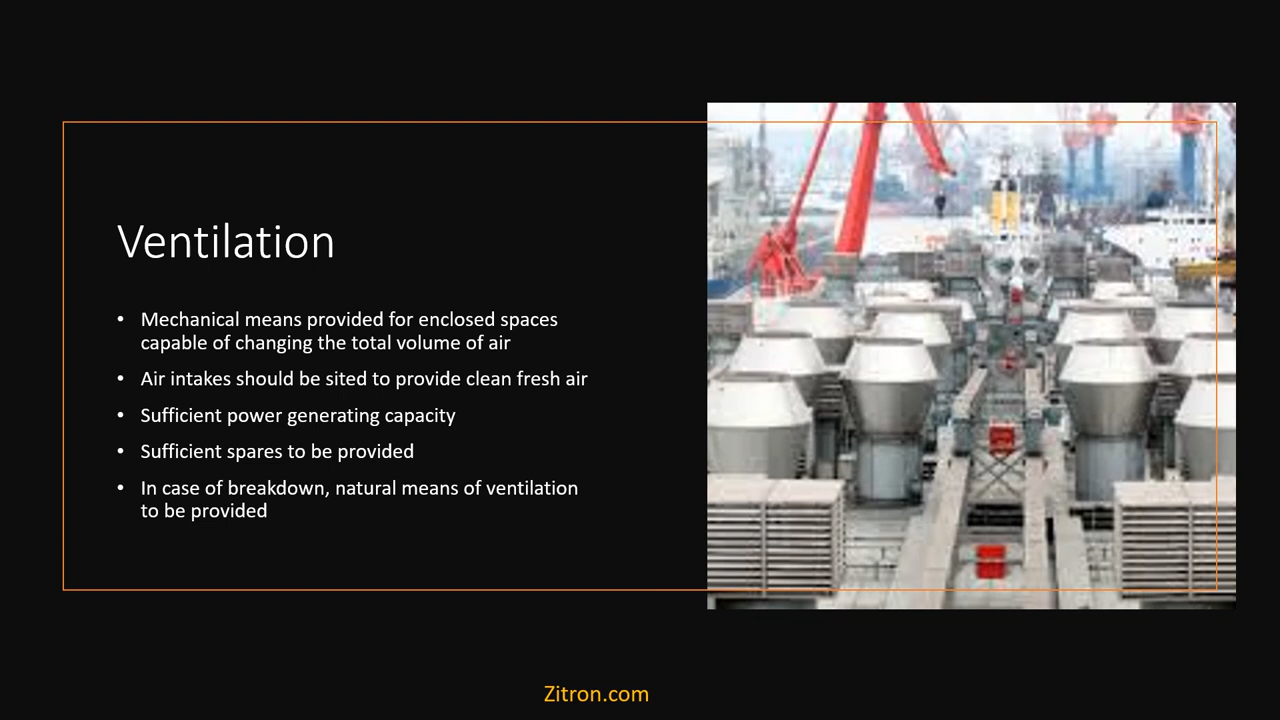 Ventilation
• Mechanical means provided for enclosed spaces
capable of changing the total volume of air
• Air intakes should be sited to provide clean fresh air
• Sufficient power generating capacity
• Sufficient spares to be provided
• In case of breakdown, natural means of ventilation
to be provided
Zitron.com